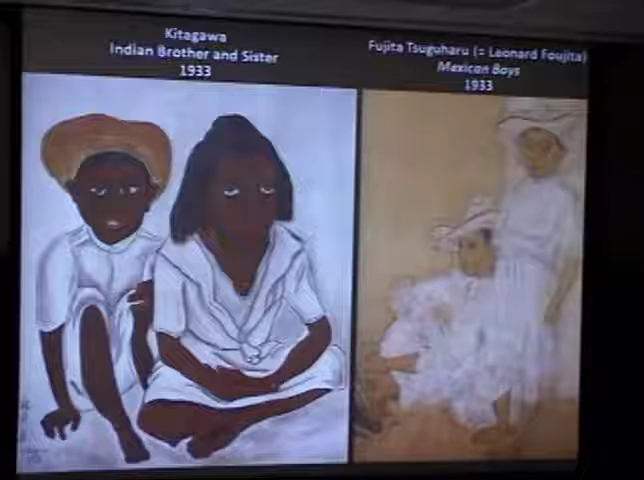 Kitagawa
Indian Brother and Sister
1933
Fujita Tsuguharu (= Leonard Foujita)
Mexican Boys
1933